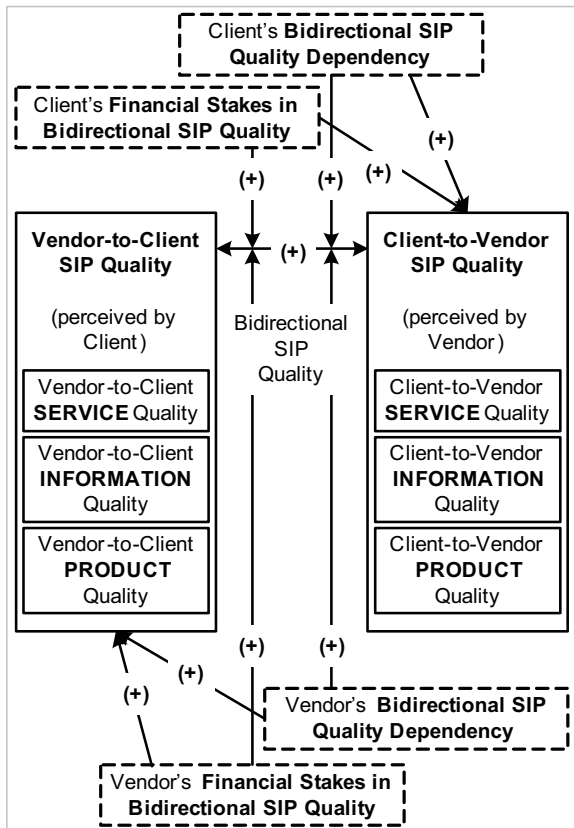 Client's Bidirectional SIP
Quality Dependency
Client's Financial Stakes in
Bidirectional SIP Quality
(+)
(+)
(+)
(+)
Vendor-to-Client
SIP Quality
(perceived by
Client)
Vendor-to-Client
SERVICE Quality
Vendor-to-Client
INFORMATION
Quality
Vendor-to-Client
PRODUCT
Quality
(+)
Bidirectional
SIP
Quality
Client-to-Vendor
SIP Quality
(perceived by
Vendor)
Client-to-Vendor
SERVICE Quality
Client-to-Vendor
INFORMATION
Quality
Client-to-Vendor
PRODUCT
Quality
(+)
(+)
(+)
(+)
Vendor's Bidirectional SIP
Quality Dependency
Vendor's Financial Stakes in
Bidirectional SIP Quality